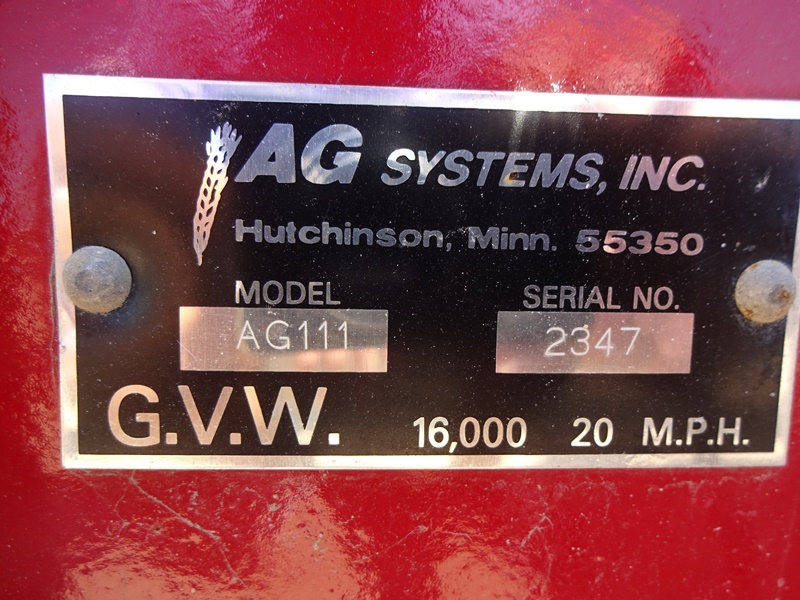 AG SYSTEMS, INC.
Hutchinson, Minn. 55350
MODEL SERIAL NO.
AG111 2347
G.V.W. 16,000 20 M.P.H.